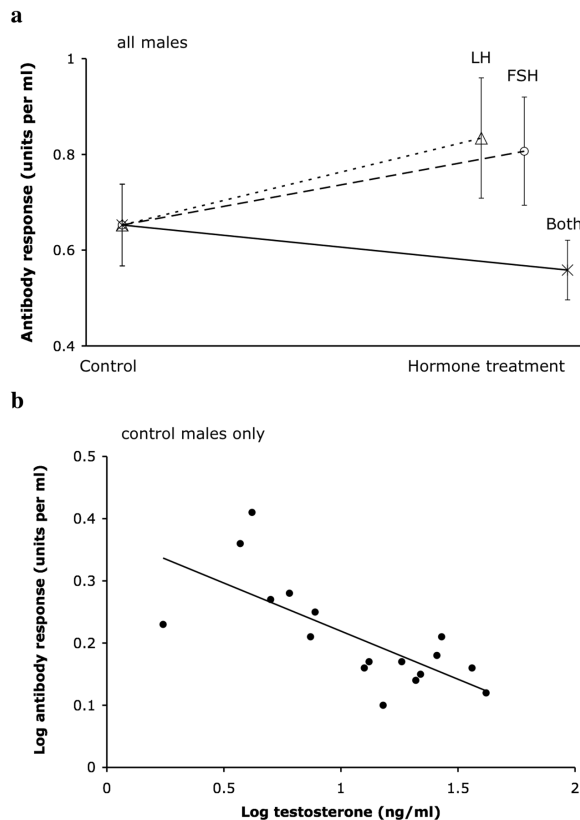 a
all males
LH
FSH
Both
Antibody response (units per ml)
1
0.8
0.6
0.4
Control
Hormone treatment
b
control males only
Log antibody response (units per ml)
0.5
0.4
0.3
0.2
0.1
0
0
0.5
1
1.5
2
Log testosterone (ng/ml)